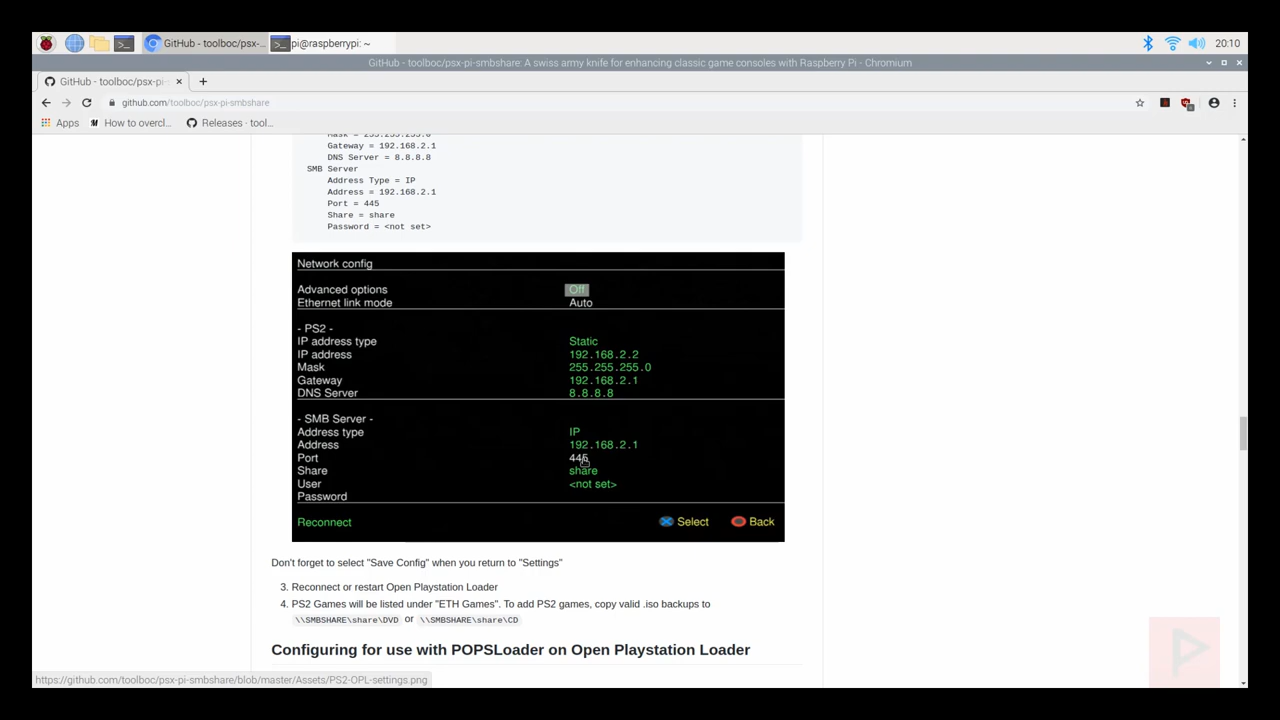 GitHub - toolboc/psx-...
pi@raspberrypi: ~
20:10
GitHub - toolboc/psx-pi-smbshare: A swiss army knife for enhancing classic game consoles with Raspberry Pi - Chromium
GitHub - toolboc/psx-pi-
github.com/toolboc/psx-pi-smbshare
Apps
How to overcl...
Releases · tool...
Mask = 255.255.255.0
Gateway = 192.168.2.1
DNS Server = 8.8.8.8
SMB Server
Address Type = IP
Address = 192.168.2.1
Port = 445
Share = share
Password = <not set>
Network config
Advanced options Off
Ethernet link mode Auto
- PS2 -
IP address type Static
IP address 192.168.2.2
Mask 255.255.255.0
Gateway 192.168.2.1
DNS Server 8.8.8.8
- SMB Server -
Address type IP
Address 192.168.2.1
Port 445
Share share
User <not set>
Password
Reconnect Select Back
Don't forget to select "Save Config" when you return to "Settings"
3. Reconnect or restart Open Playstation Loader
4. PS2 Games will be listed under "ETH Games". To add PS2 games, copy valid .iso backups to
\\SMBSHARE\share\DVD or \\SMBSHARE\share\CD
Configuring for use with POPSLoader on Open Playstation Loader
https://github.com/toolboc/psx-pi-smbshare/blob/master/Assets/PS2-OPL-settings.png